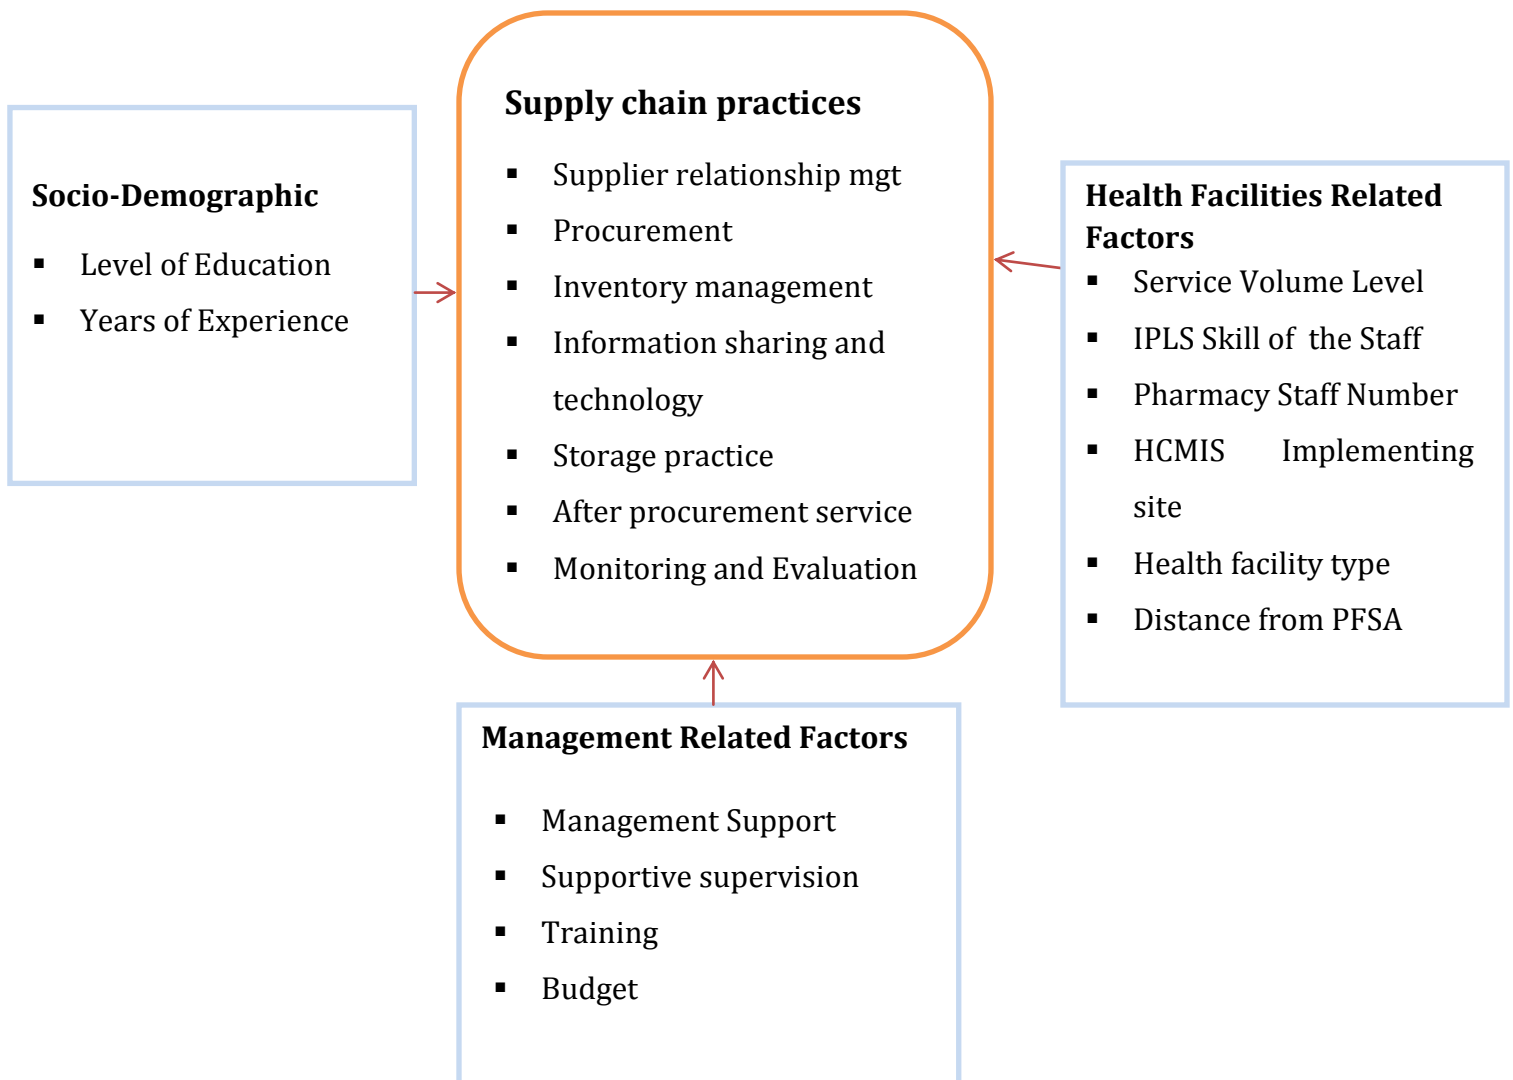 Supply chain practices
▪ Supplier relationship mgt
▪ Procurement
▪ Inventory management
▪ Information sharing and
technology
▪ Storage practice
▪ After procurement service
▪ Monitoring and Evaluation
Socio-Demographic
▪ Level of Education
▪ Years of Experience
Health Facilities Related
Factors
▪ Service Volume Level
▪ IPLS Skill of the Staff
▪ Pharmacy Staff Number
▪ HCMIS Implementing
site
▪ Health facility type
▪ Distance from PFSA
Management Related Factors
▪ Management Support
▪ Supportive supervision
▪ Training
▪ Budget